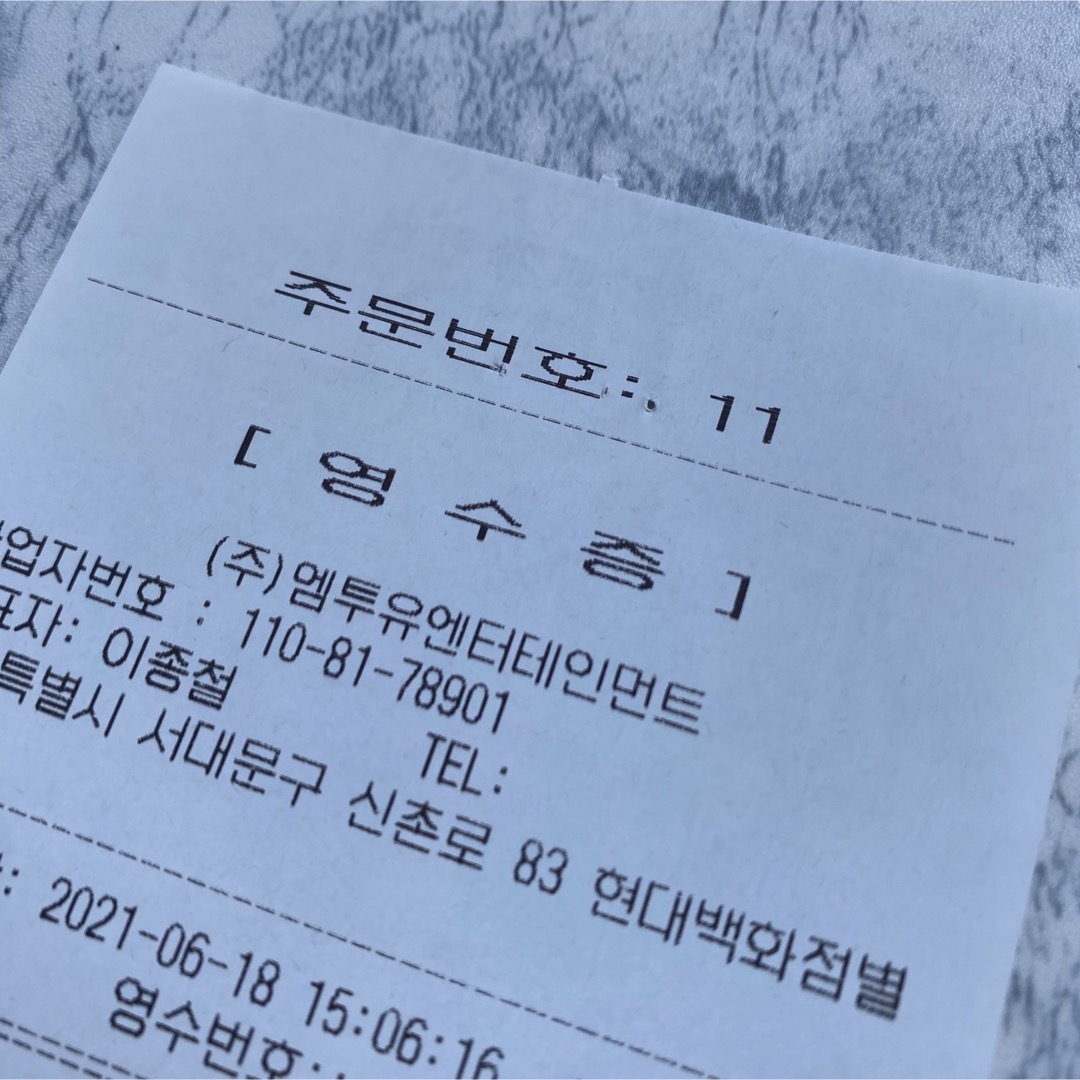 주문번호: 11
[ 영 수 증 ]
(주)엠투유엔터테인먼트
업자번호 : 110-81-78901
표자: 이종철 TEL:
특별시 서대문구 신촌로 83 현대백화점별
: 2021-06-18 15:06:16
영수번호: